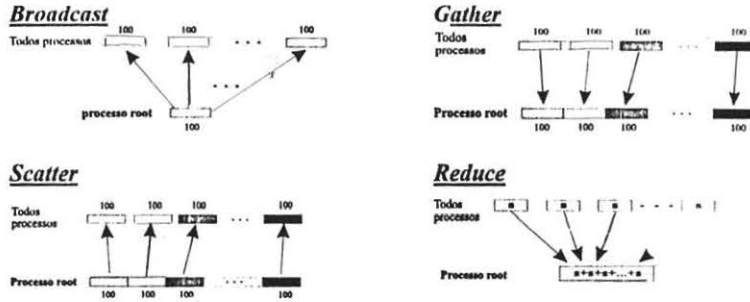 Broadcast
100 100 100
Todos processos
. . .
. . .
processo root
100
Gather
Todos
processos
100 100 100 100
. . .
Processo root
100 100 100 . . . 100
Scatter
100 100 100 100
Todos
processos
. . .
Processo root
100 100 100 100
Reduce
Todos
processos
a a a - - - a
Processo root
a+a+a+...+a